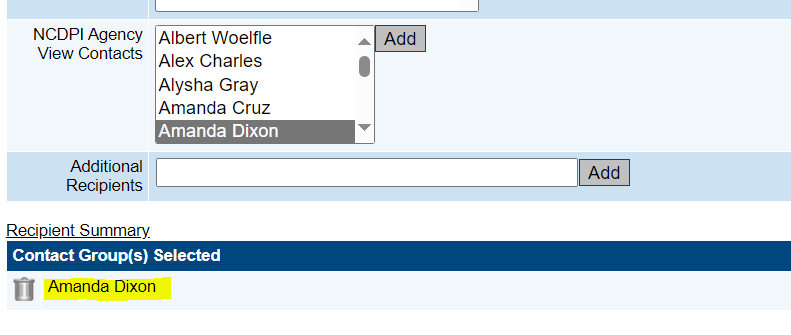 NCDPI Agency
View Contacts
Albert Woelfle
Alex Charles
Alysha Gray
Amanda Cruz
Amanda Dixon
Add
Additional
Recipients
Add
Recipient Summary
Contact Group(s) Selected
Amanda Dixon